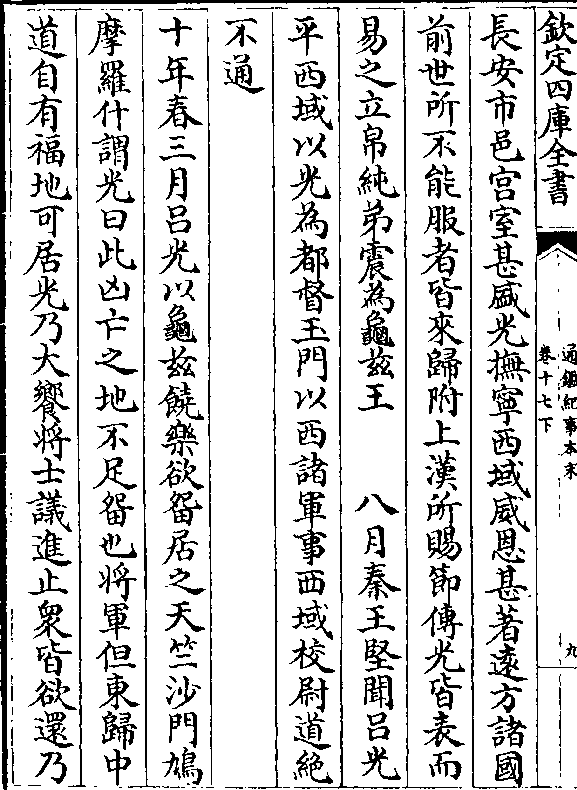 欽定四庫全書
通鑑紀事本末
卷十七下
九
長安市邑宫室甚盛光撫寧西域威恩甚著遠方諸國
前世所不能服者皆來歸附上漢所賜節傳光皆表而
易之立帛純弟震為龜兹王　八月秦王堅聞吕光
平西域以光為都督玉門以西諸軍事西域校尉道絶
不通
十年春三月吕光以龜兹饒樂欲留居之天竺沙門鳩
摩羅什謂光曰此凶亡之地不足留也将軍但東歸中
道自有福地可居光乃大饗将士議進止衆皆欲還乃